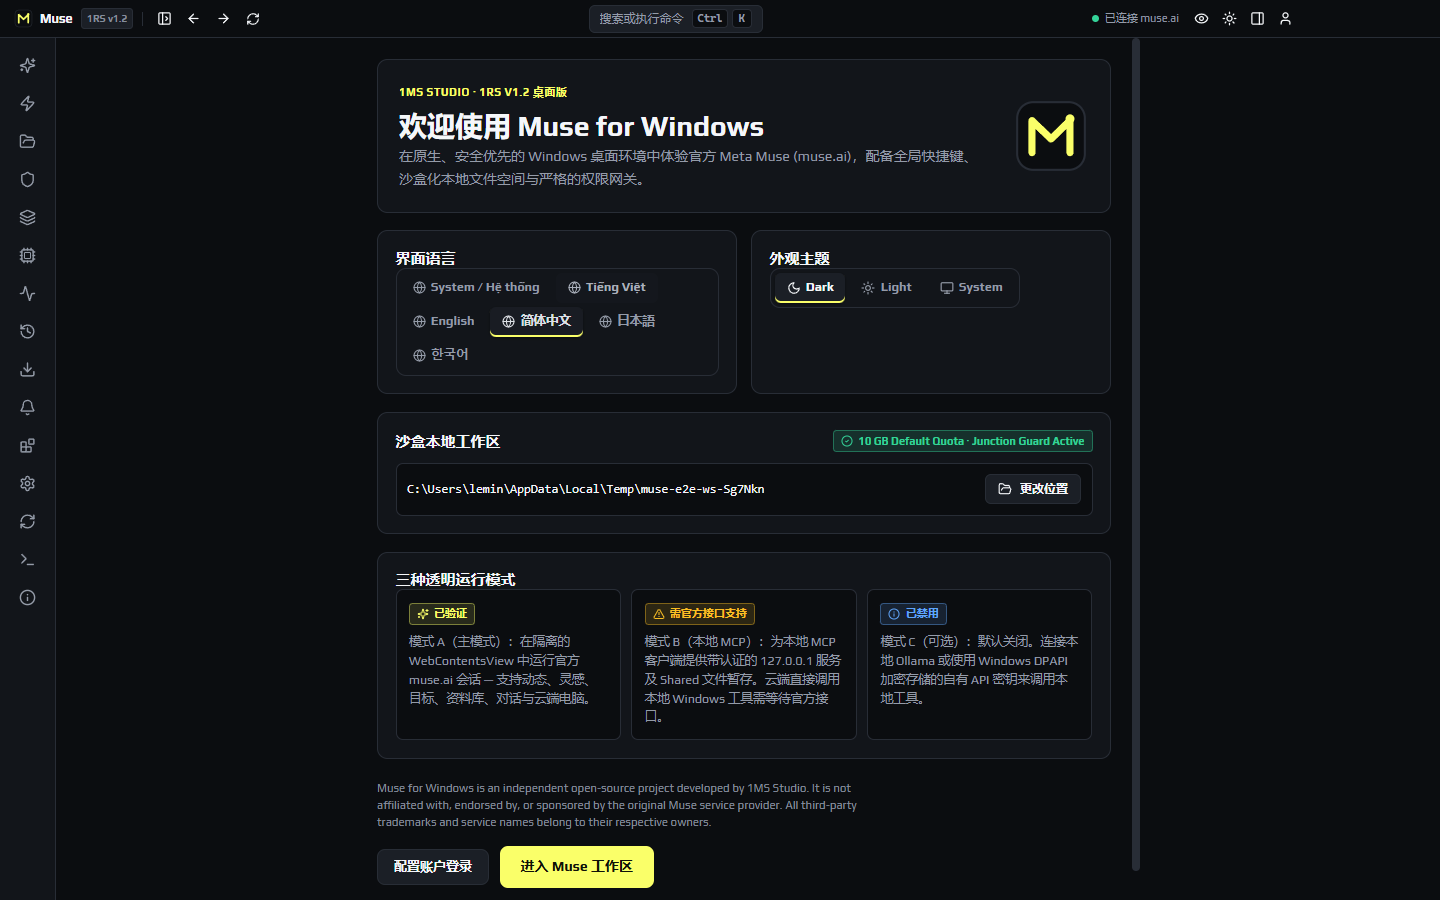 Muse 1RS v1.2
搜索或执行命令 Ctrl K
已连接 muse.ai
1MS STUDIO · 1RS V1.2 桌面版
欢迎使用 Muse for Windows
在原生、安全优先的 Windows 桌面环境中体验官方 Meta Muse (muse.ai)，配备全局快捷键、
沙盒化本地文件空间与严格的权限网关。
界面语言
System / Hệ thống
Tiếng Việt
English
简体中文
日本語
한국어
外观主题
Dark
Light
System
沙盒本地工作区
10 GB Default Quota · Junction Guard Active
C:\Users\lemin\AppData\Local\Temp\muse-e2e-ws-Sg7Nkn
更改位置
三种透明运行模式
已验证
模式 A（主模式）：在隔离的
WebContentsView 中运行官方
muse.ai 会话 — 支持动态、灵感、
目标、资料库、对话与云端电脑。
需官方接口支持
模式 B（本地 MCP）：为本地 MCP
客户端提供带认证的 127.0.0.1 服务
及 Shared 文件暂存。云端直接调用
本地 Windows 工具需等待官方接
口。
已禁用
模式 C（可选）：默认关闭。连接本
地 Ollama 或使用 Windows DPAPI
加密存储的自有 API 密钥来调用本
地工具。
Muse for Windows is an independent open-source project developed by 1MS Studio. It is not
affiliated with, endorsed by, or sponsored by the original Muse service provider. All third-party
trademarks and service names belong to their respective owners.
配置账户登录
进入 Muse 工作区